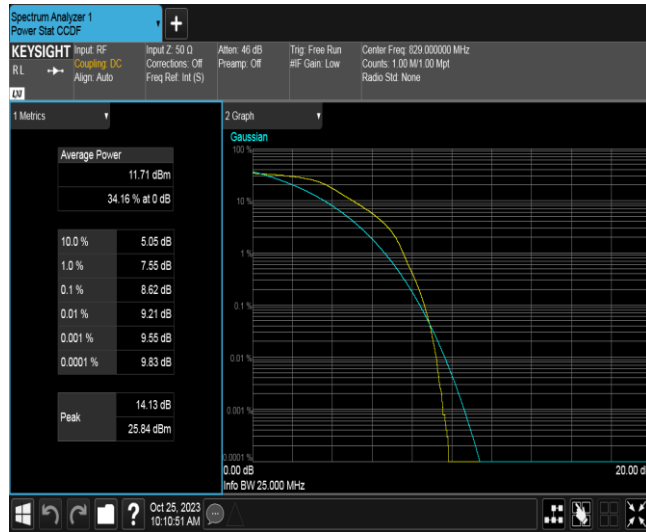 Spectrum Analyzer 1
Power Stat CCDF
+
KEYSIGHT
RL
LXI
Input: RF
Coupling: DC
Align: Auto
Input Z: 50 Ω
Corrections: Off
Freq Ref: Int (S)
Atten: 46 dB
Preamp: Off
Trig: Free Run
#IF Gain: Low
Center Freq: 829.000000 MHz
Counts: 1.00 M/1.00 Mpt
Radio Std: None
1 Metrics
Average Power
11.71 dBm
34.16 % at 0 dB
10.0 % 5.05 dB
1.0 % 7.55 dB
0.1 % 8.62 dB
0.01 % 9.21 dB
0.001 % 9.55 dB
0.0001 % 9.83 dB
Peak
14.13 dB
25.84 dBm
2 Graph
Gaussian
100 %
10 %
1 %
0.1 %
0.01 %
0.001 %
0.0001 %
0.00 dB
20.00 d
Info BW 25.000 MHz
?
Oct 25, 2023
10:10:51 AM